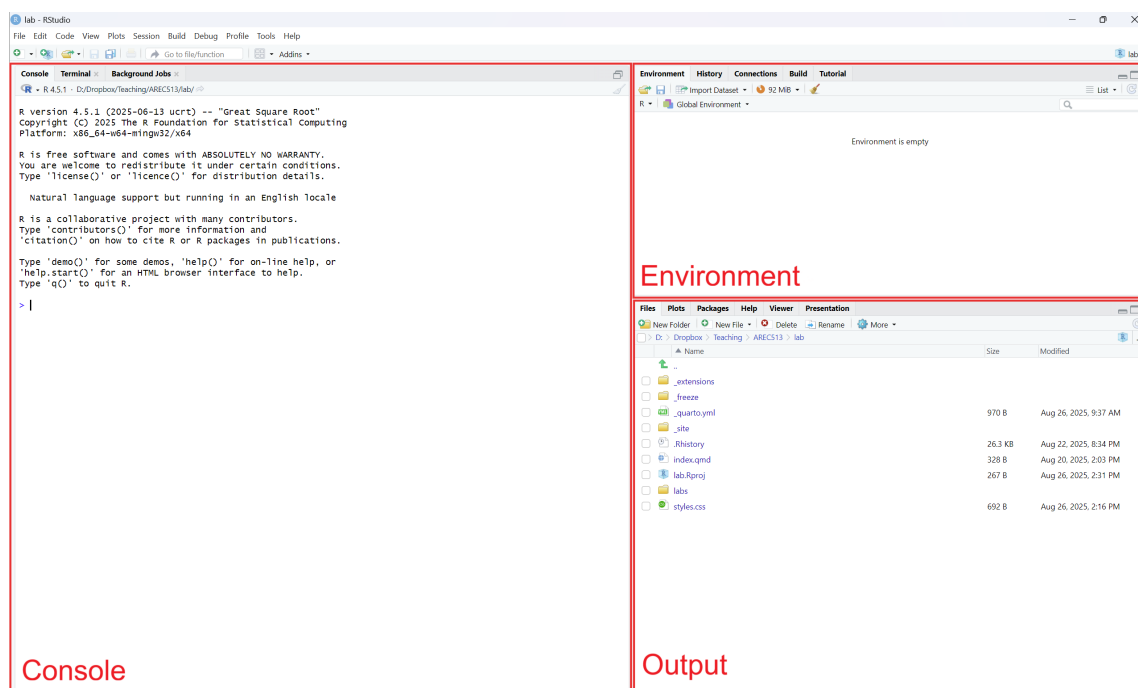 lab - RStudio
File Edit Code View Plots Session Build Debug Profile Tools Help
Go to file/function Addins lab
Console Terminal Background Jobs
R 4.5.1 · D:/Dropbox/Teaching/AREC513/lab/
R version 4.5.1 (2025-06-13 ucrt) -- "Great Square Root"
Copyright (C) 2025 The R Foundation for Statistical Computing
Platform: x86_64-w64-mingw32/x64
R is free software and comes with ABSOLUTELY NO WARRANTY.
You are welcome to redistribute it under certain conditions.
Type 'license()' or 'licence()' for distribution details.
Natural language support but running in an English locale
R is a collaborative project with many contributors.
Type 'contributors()' for more information and
'citation()' on how to cite R or R packages in publications.
Type 'demo()' for some demos, 'help()' for on-line help, or
'help.start()' for an HTML browser interface to help.
Type 'q()' to quit R.
>
Console
Environment History Connections Build Tutorial
Import Dataset 92 MiB List
R Global Environment
Environment is empty
Environment
Files Plots Packages Help Viewer Presentation
New Folder New File Delete Rename More
D: Dropbox Teaching AREC513 lab
Name Size Modified
..
_extensions
_freeze
_quarto.yml 970 B Aug 26, 2025, 9:37 AM
_site
.Rhistory 26.3 KB Aug 22, 2025, 8:34 PM
index.qmd 328 B Aug 20, 2025, 2:03 PM
lab.Rproj 267 B Aug 26, 2025, 2:31 PM
labs
styles.css 692 B Aug 26, 2025, 2:16 PM
Output